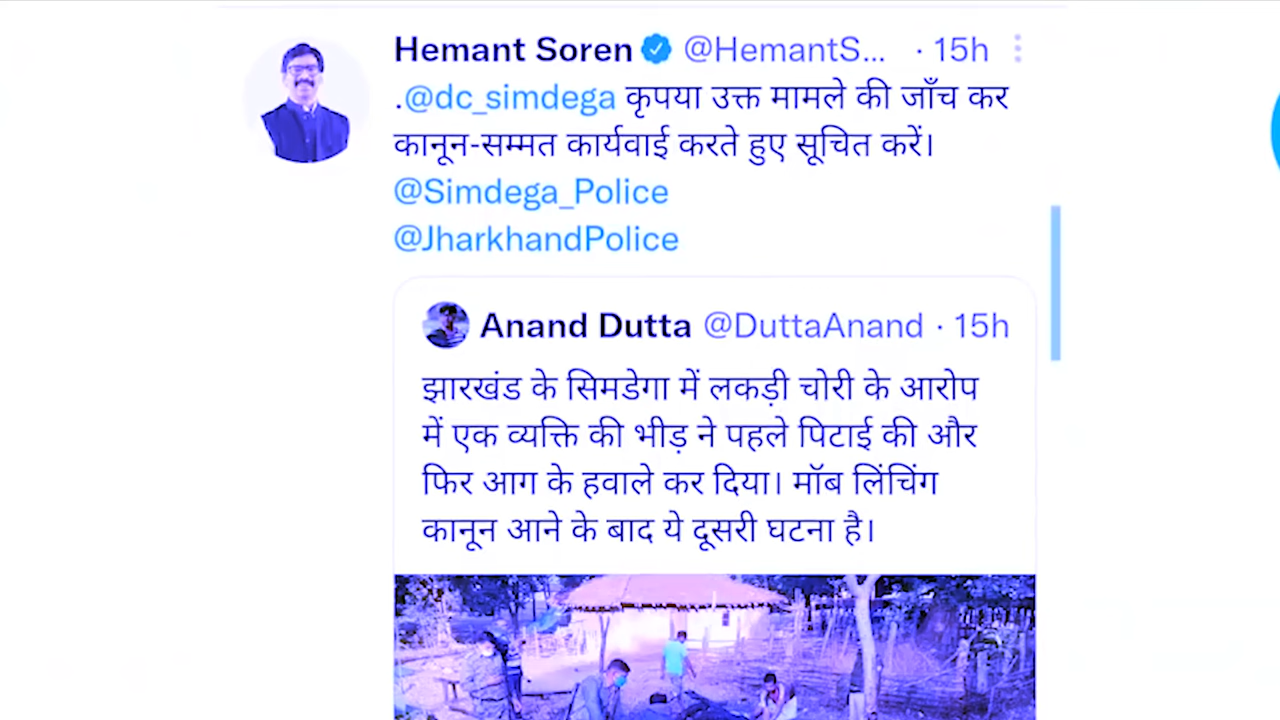 Hemant Soren @HemantS... · 15h
.@dc_simdega कृपया उक्त मामले की जाँच कर
कानून-सम्मत कार्यवाई करते हुए सूचित करें।
@Simdega_Police
@JharkhandPolice
Anand Dutta @DuttaAnand · 15h
झारखंड के सिमडेगा में लकड़ी चोरी के आरोप
में एक व्यक्ति की भीड़ ने पहले पिटाई की और
फिर आग के हवाले कर दिया। मॉब लिंचिंग
कानून आने के बाद ये दूसरी घटना है।